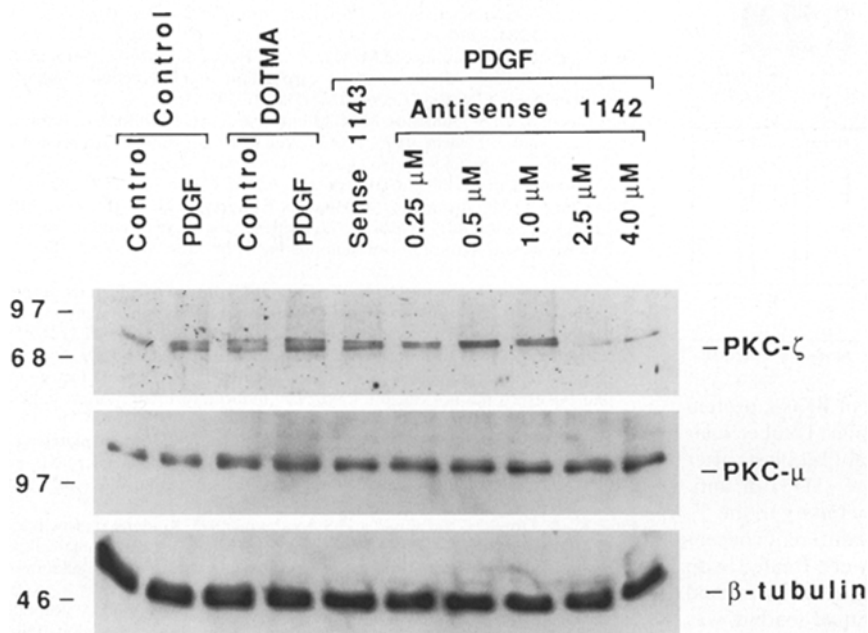 PDGF
Control
DOTMA
Antisense 1142
Control
PDGF
Control
PDGF
Sense 1143
0.25 μM
0.5 μM
1.0 μM
2.5 μM
4.0 μM
97 –
68 –
–PKC-ζ
97 –
–PKC-μ
46 –
–β-tubulin